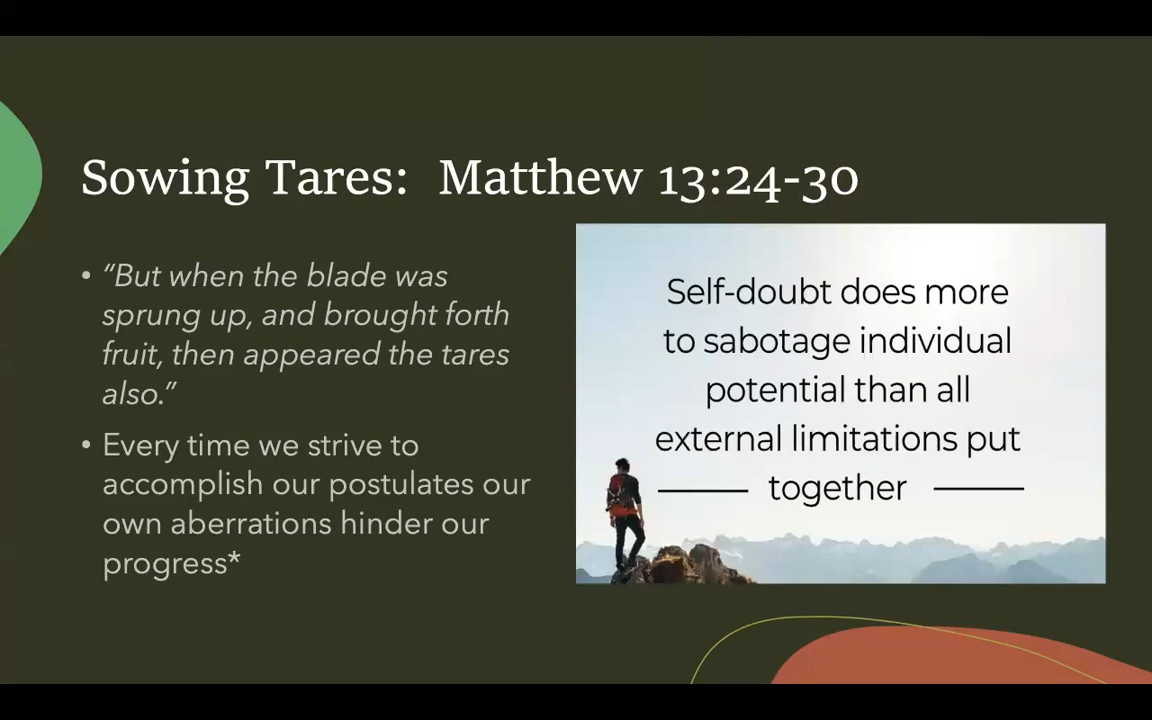 Sowing Tares:  Matthew 13:24-30
• “But when the blade was
sprung up, and brought forth
fruit, then appeared the tares
also.”
• Every time we strive to
accomplish our postulates our
own aberrations hinder our
progress*
Self-doubt does more
to sabotage individual
potential than all
external limitations put
together